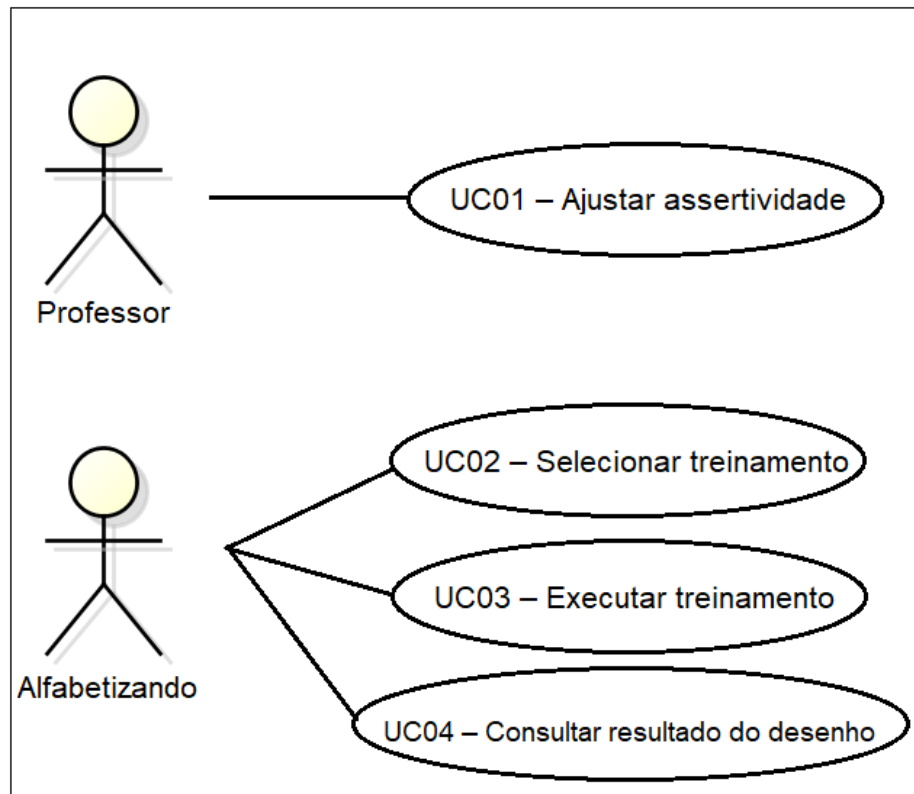 UC01 – Ajustar assertividade
Professor
UC02 – Selecionar treinamento
UC03 – Executar treinamento
Alfabetizando
UC04 – Consultar resultado do desenho